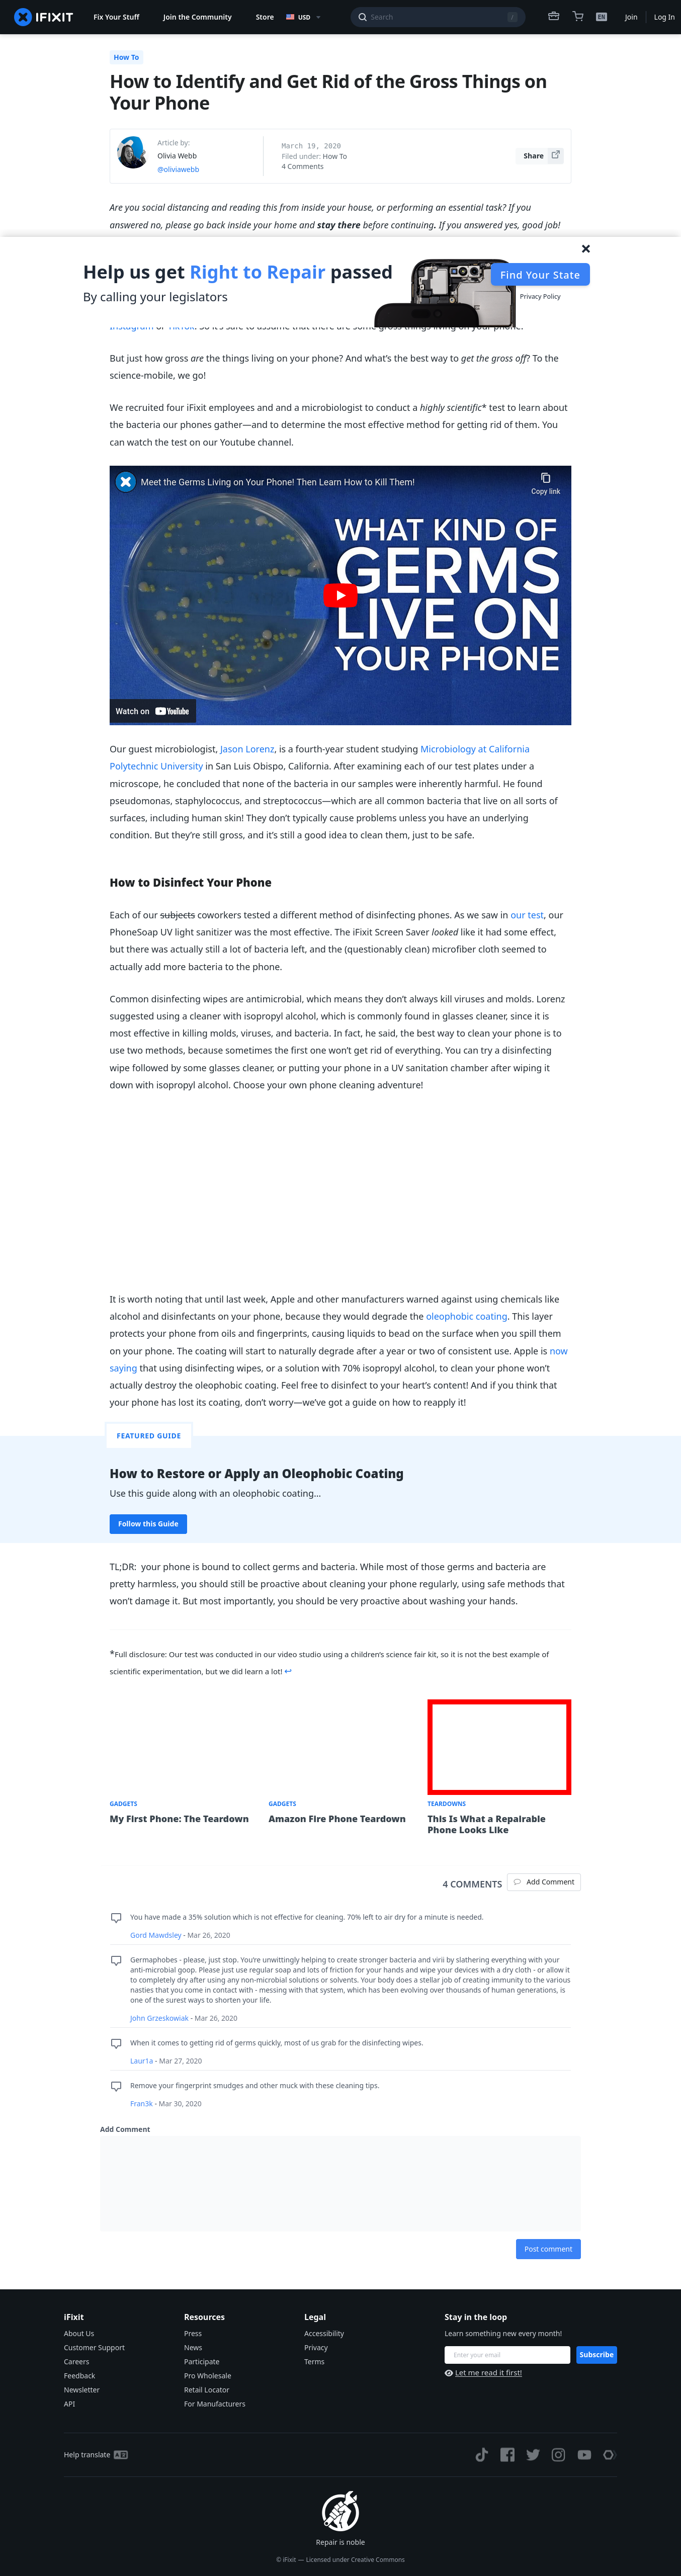 IFIXIT
Fix Your Stuff
Join the Community
Store
USD
Search
/
EN
Join
Log In
How To
How to Identify and Get Rid of the Gross Things on
Your Phone
Article by:
Olivia Webb
@oliviawebb
March 19, 2020
Filed under: How To
4 Comments
Share
Are you social distancing and reading this from inside your house, or performing an essential task? If you
answered no, please go back inside your home and stay there before continuing. If you answered yes, good job!
Help us get Right to Repair passed
By calling your legislators
Find Your State
Privacy Policy
Instagram or TikTok. So it's safe to assume that there are some gross things living on your phone.
But just how gross are the things living on your phone? And what's the best way to get the gross off? To the
science-mobile, we go!
We recruited four iFixit employees and and a microbiologist to conduct a highly scientific* test to learn about
the bacteria our phones gather—and to determine the most effective method for getting rid of them. You
can watch the test on our Youtube channel.
Meet the Germs Living on Your Phone! Then Learn How to Kill Them!
Copy link
WHAT KIND OF
GERMS
LIVE ON
YOUR PHONE
Watch on YouTube
Our guest microbiologist, Jason Lorenz, is a fourth-year student studying Microbiology at California
Polytechnic University in San Luis Obispo, California. After examining each of our test plates under a
microscope, he concluded that none of the bacteria in our samples were inherently harmful. He found
pseudomonas, staphylococcus, and streptococcus—which are all common bacteria that live on all sorts of
surfaces, including human skin! They don't typically cause problems unless you have an underlying
condition. But they're still gross, and it's still a good idea to clean them, just to be safe.
How to Disinfect Your Phone
Each of our subjects coworkers tested a different method of disinfecting phones. As we saw in our test, our
PhoneSoap UV light sanitizer was the most effective. The iFixit Screen Saver looked like it had some effect,
but there was actually still a lot of bacteria left, and the (questionably clean) microfiber cloth seemed to
actually add more bacteria to the phone.
Common disinfecting wipes are antimicrobial, which means they don't always kill viruses and molds. Lorenz
suggested using a cleaner with isopropyl alcohol, which is commonly found in glasses cleaner, since it is
most effective in killing molds, viruses, and bacteria. In fact, he said, the best way to clean your phone is to
use two methods, because sometimes the first one won't get rid of everything. You can try a disinfecting
wipe followed by some glasses cleaner, or putting your phone in a UV sanitation chamber after wiping it
down with isopropyl alcohol. Choose your own phone cleaning adventure!
It is worth noting that until last week, Apple and other manufacturers warned against using chemicals like
alcohol and disinfectants on your phone, because they would degrade the oleophobic coating. This layer
protects your phone from oils and fingerprints, causing liquids to bead on the surface when you spill them
on your phone. The coating will start to naturally degrade after a year or two of consistent use. Apple is now
saying that using disinfecting wipes, or a solution with 70% isopropyl alcohol, to clean your phone won't
actually destroy the oleophobic coating. Feel free to disinfect to your heart's content! And if you think that
your phone has lost its coating, don't worry—we've got a guide on how to reapply it!
FEATURED GUIDE
How to Restore or Apply an Oleophobic Coating
Use this guide along with an oleophobic coating...
Follow this Guide
TL;DR: your phone is bound to collect germs and bacteria. While most of those germs and bacteria are
pretty harmless, you should still be proactive about cleaning your phone regularly, using safe methods that
won't damage it. But most importantly, you should be very proactive about washing your hands.
*Full disclosure: Our test was conducted in our video studio using a children's science fair kit, so it is not the best example of
scientific experimentation, but we did learn a lot! ↩
GADGETS
My First Phone: The Teardown
GADGETS
Amazon Fire Phone Teardown
TEARDOWNS
This Is What a Repairable
Phone Looks Like
4 COMMENTS
Add Comment
You have made a 35% solution which is not effective for cleaning. 70% left to air dry for a minute is needed.
Gord Mawdsley - Mar 26, 2020
Germaphobes - please, just stop. You're unwittingly helping to create stronger bacteria and virii by slathering everything with your
anti-microbial goop. Please just use regular soap and lots of friction for your hands and wipe your devices with a dry cloth - or allow it
to completely dry after using any non-microbial solutions or solvents. Your body does a stellar job of creating immunity to the various
nasties that you come in contact with - messing with that system, which has been evolving over thousands of human generations, is
one of the surest ways to shorten your life.
John Grzeskowiak - Mar 26, 2020
When it comes to getting rid of germs quickly, most of us grab for the disinfecting wipes.
Laur1a - Mar 27, 2020
Remove your fingerprint smudges and other muck with these cleaning tips.
Fran3k - Mar 30, 2020
Add Comment
Post comment
iFixit
About Us
Customer Support
Careers
Feedback
Newsletter
API
Resources
Press
News
Participate
Pro Wholesale
Retail Locator
For Manufacturers
Legal
Accessibility
Privacy
Terms
Stay in the loop
Learn something new every month!
Enter your email
Subscribe
Let me read it first!
Help translate
Repair is noble
© iFixit — Licensed under Creative Commons